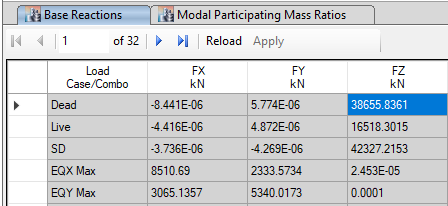 Base Reactions Modal Participating Mass Ratios
1 of 32 Reload Apply
Load FX FY FZ
Case/Combo kN kN kN
Dead -8.441E-06 5.774E-06 38655.8361
Live -4.416E-06 4.872E-06 16518.3015
SD -3.736E-06 -4.269E-06 42327.2153
EQX Max 8510.69 2333.5734 2.453E-05
EQY Max 3065.1357 5340.0173 0.0001